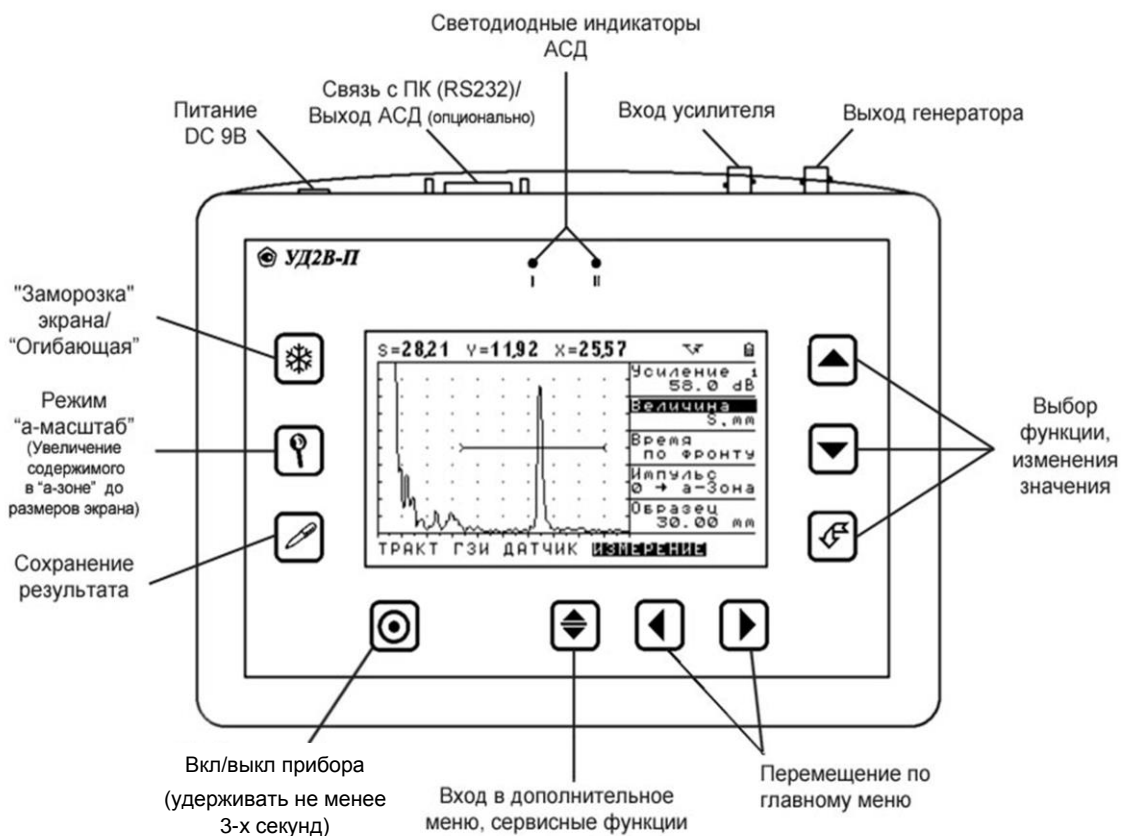 Светодиодные индикаторы
АСД
Связь с ПК (RS232)/
Выход АСД (опционально)
Питание
DC 9В
Вход усилителя
Выход генератора
УД2В-П
I II
"Заморозка"
экрана/
“Огибающая”
Режим
“а-масштаб”
(Увеличение
содержимого
в “а-зоне” до
размеров экрана)
Сохранение
результата
S=28,21 Y=11,92 X=25,57
Усиление 1
58.0 dB
Величина
S,mm
Время
по фронту
Импульс
0 → а-Зона
Образец
30.00 mm
ТРАКТ ГЗИ ДАТЧИК ИЗМЕРЕНИЕ
Выбор
функции,
изменения
значения
Вкл/выкл прибора
(удерживать не менее
3-х секунд)
Вход в дополнительное
меню, сервисные функции
Перемещение по
главному меню